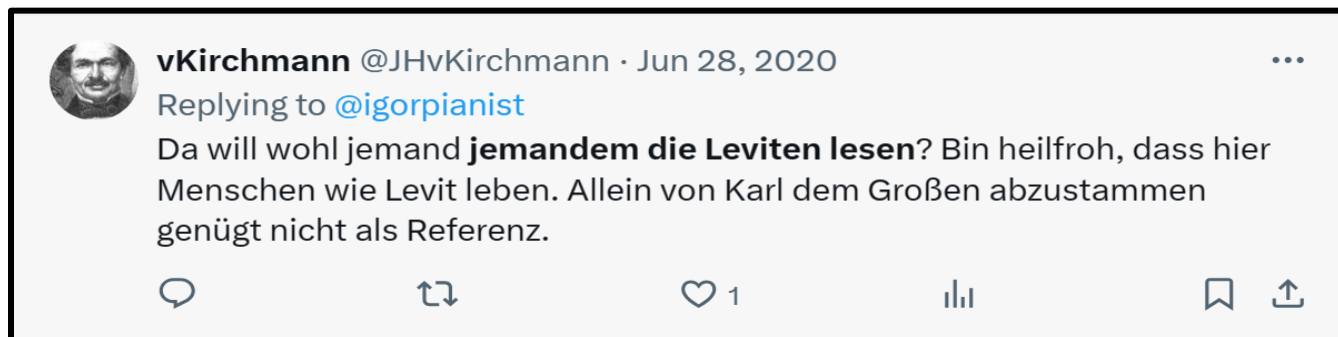 vKirchmann @JHvKirchmann · Jun 28, 2020
Replying to @igorpianist
Da will wohl jemand jemandem die Leviten lesen? Bin heilfroh, dass hier
Menschen wie Levit leben. Allein von Karl dem Großen abzustammen
genügt nicht als Referenz.
1